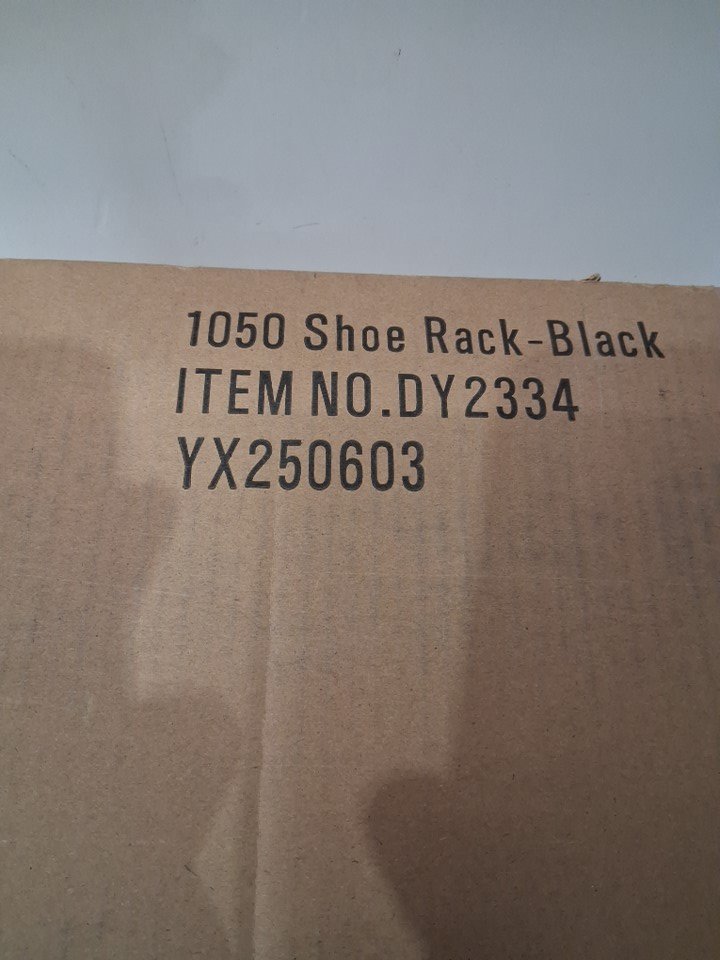 1050 Shoe Rack-Black
ITEM NO.DY2334
YX250603